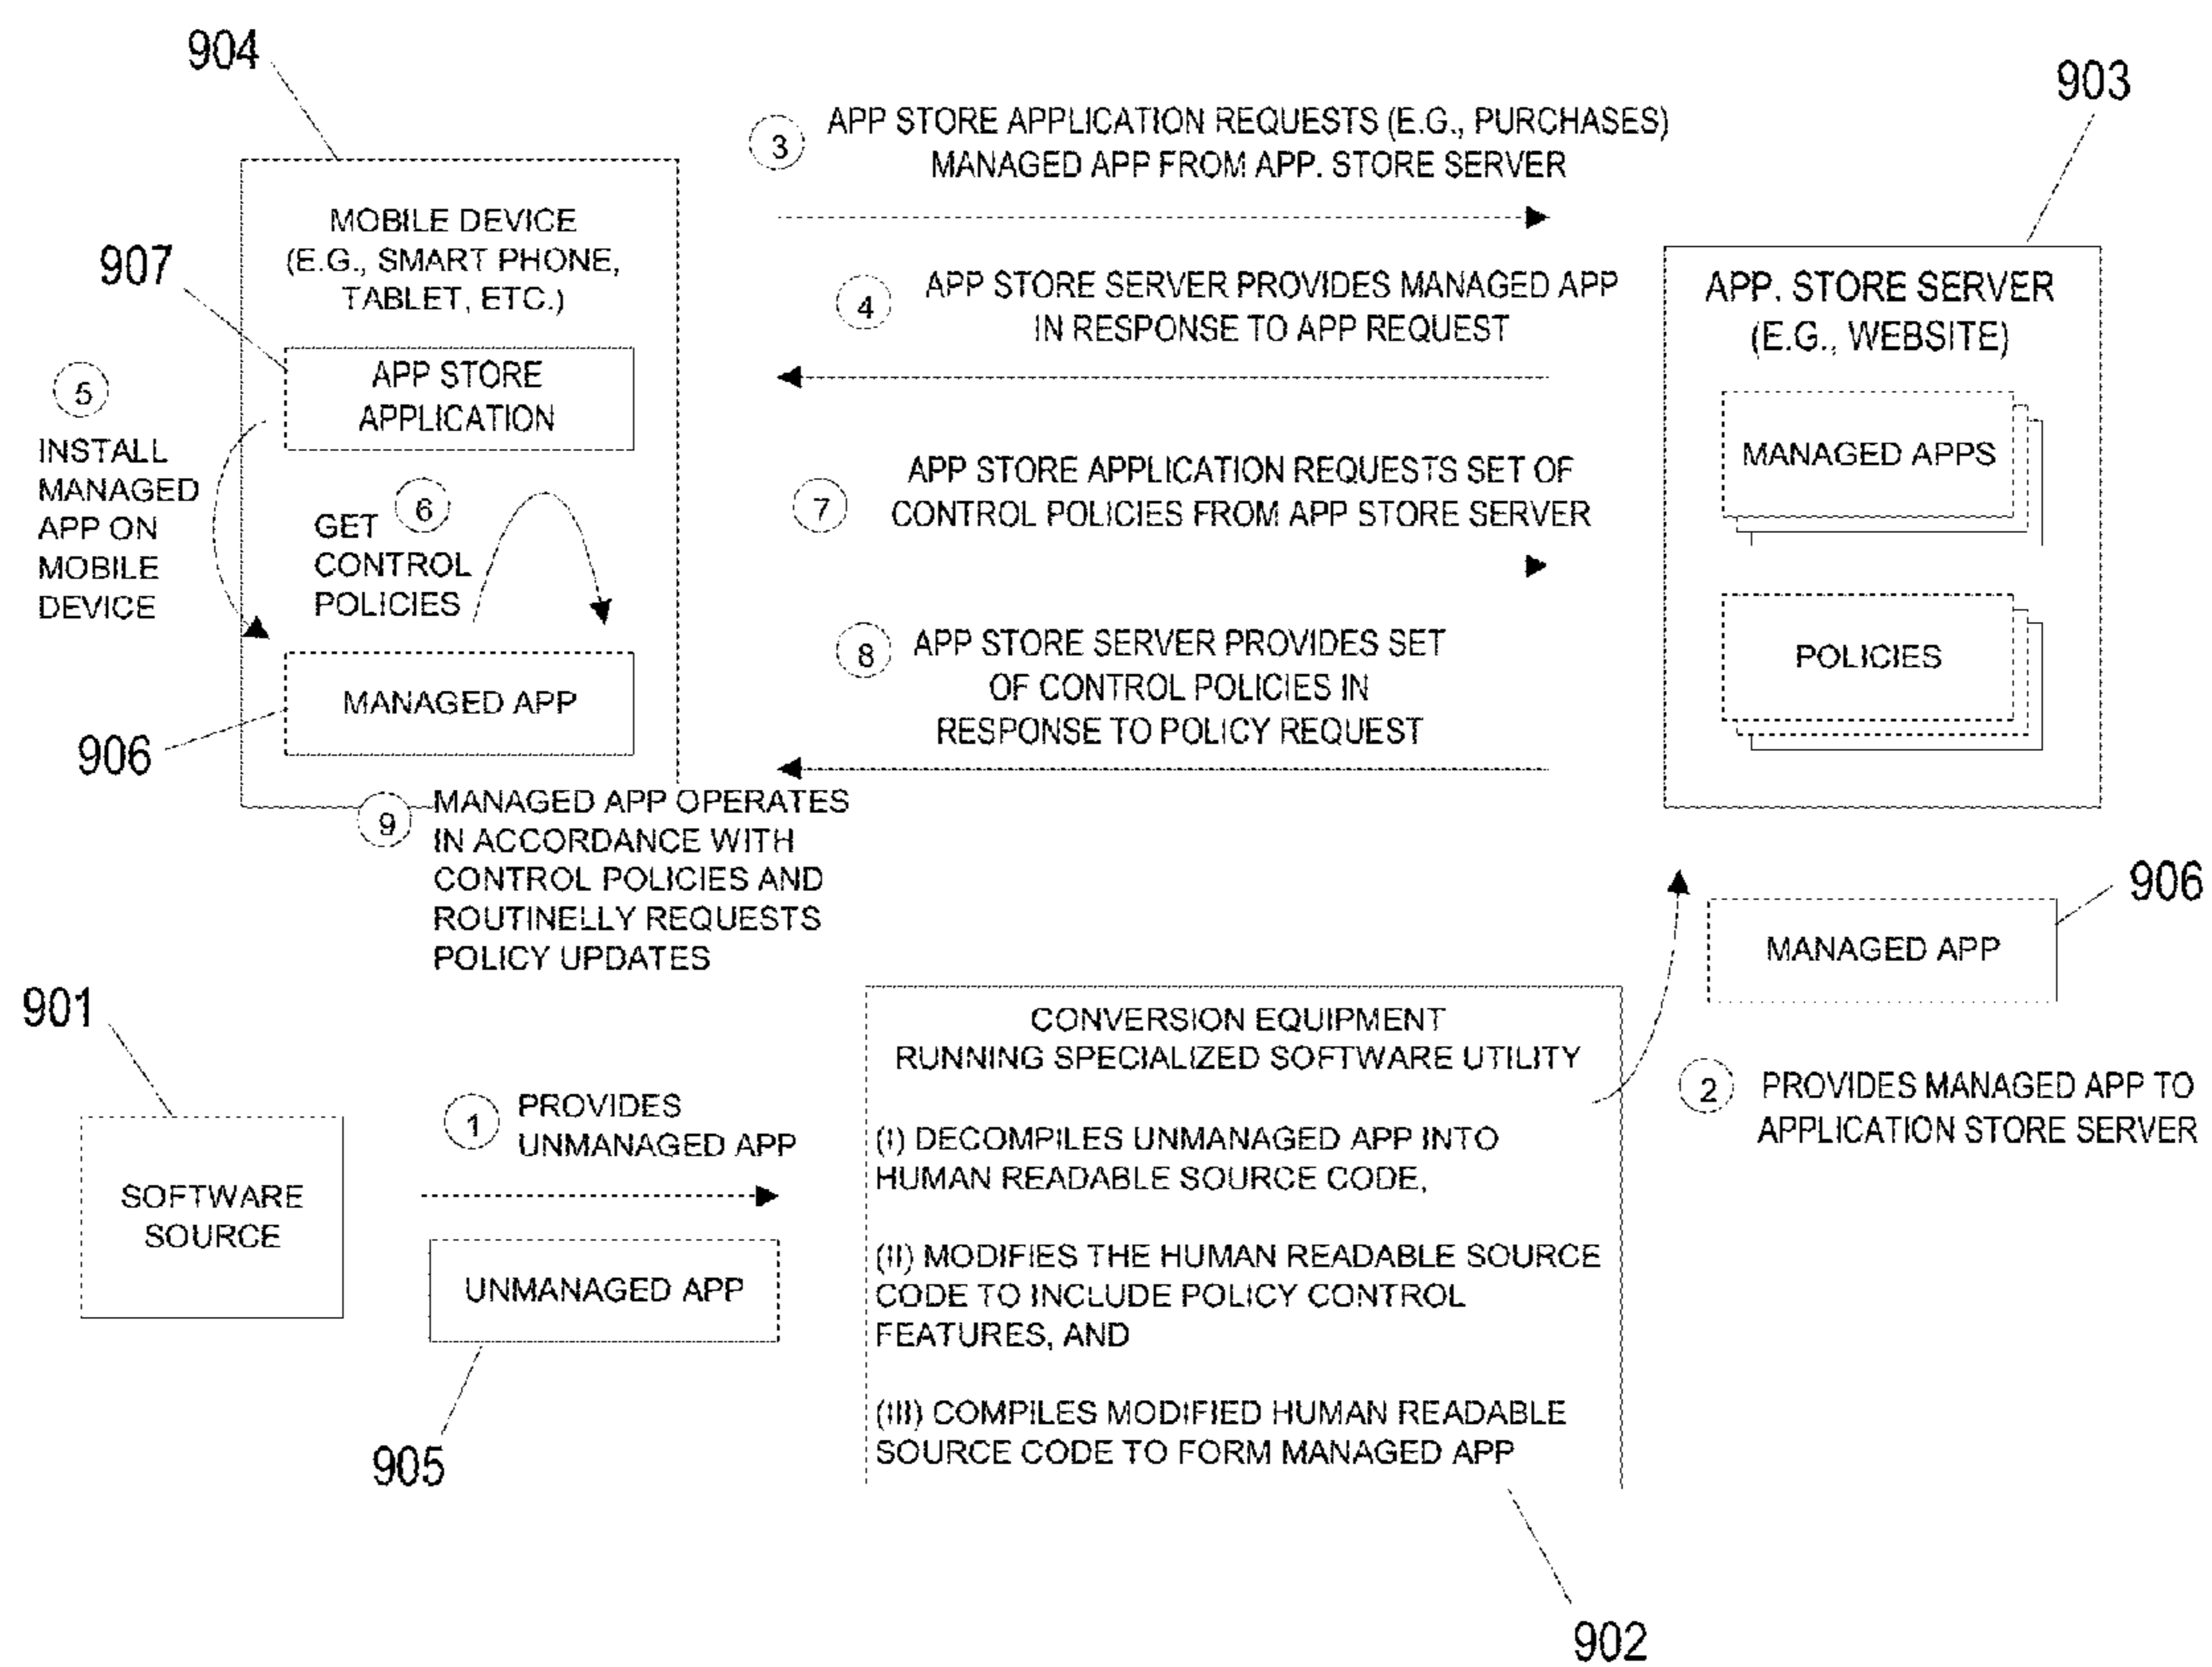 904
903
3
APP STORE APPLICATION REQUESTS (E.G., PURCHASES)
MANAGED APP FROM APP. STORE SERVER
MOBILE DEVICE
(E.G., SMART PHONE,
TABLET, ETC.)
907
4
APP STORE SERVER PROVIDES MANAGED APP
IN RESPONSE TO APP REQUEST
APP. STORE SERVER
(E.G., WEBSITE)
APP STORE
APPLICATION
5
INSTALL
MANAGED
APP ON
MOBILE
DEVICE
6
GET
CONTROL
POLICIES
7
APP STORE APPLICATION REQUESTS SET OF
CONTROL POLICIES FROM APP STORE SERVER
MANAGED APPS
8
APP STORE SERVER PROVIDES SET
OF CONTROL POLICIES IN
RESPONSE TO POLICY REQUEST
POLICIES
MANAGED APP
906
9
MANAGED APP OPERATES
IN ACCORDANCE WITH
CONTROL POLICIES AND
ROUTINELLY REQUESTS
POLICY UPDATES
906
MANAGED APP
901
SOFTWARE
SOURCE
1
PROVIDES
UNMANAGED APP
UNMANAGED APP
905
CONVERSION EQUIPMENT
RUNNING SPECIALIZED SOFTWARE UTILITY
(I) DECOMPILES UNMANAGED APP INTO
HUMAN READABLE SOURCE CODE,
(II) MODIFIES THE HUMAN READABLE SOURCE
CODE TO INCLUDE POLICY CONTROL
FEATURES, AND
(III) COMPILES MODIFIED HUMAN READABLE
SOURCE CODE TO FORM MANAGED APP
2
PROVIDES MANAGED APP TO
APPLICATION STORE SERVER
902